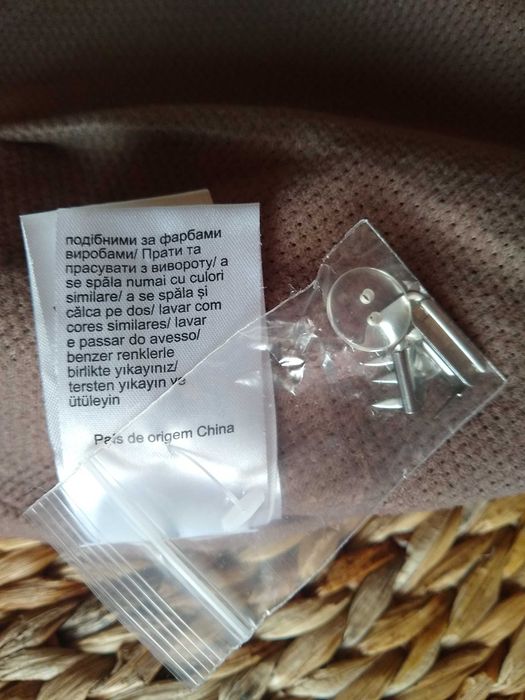 подібними за фарбами
виробами/ Прати та
прасувати з вивороту/ a
se spăla numai cu culori
similare/ a se spăla şi
călca pe dos/ lavar com
cores similares/ lavar
e passar do avesso/
benzer renklerle
birlikte yıkayınız/
tersten yıkayın ve
ütüleyin
País de origem China